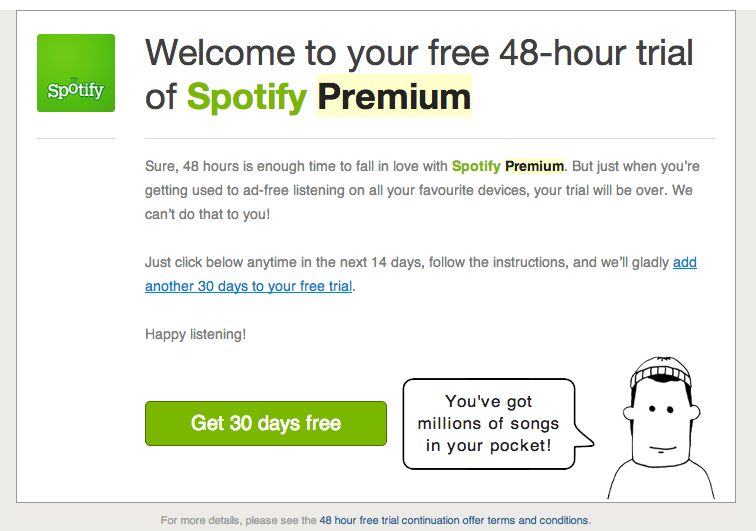 Spotify
Welcome to your free 48-hour trial
of Spotify Premium
Sure, 48 hours is enough time to fall in love with Spotify Premium. But just when you’re
getting used to ad-free listening on all your favourite devices, your trial will be over. We
can’t do that to you!
Just click below anytime in the next 14 days, follow the instructions, and we’ll gladly add
another 30 days to your free trial.
Happy listening!
Get 30 days free
You've got
millions of songs
in your pocket!
For more details, please see the 48 hour free trial continuation offer terms and conditions.